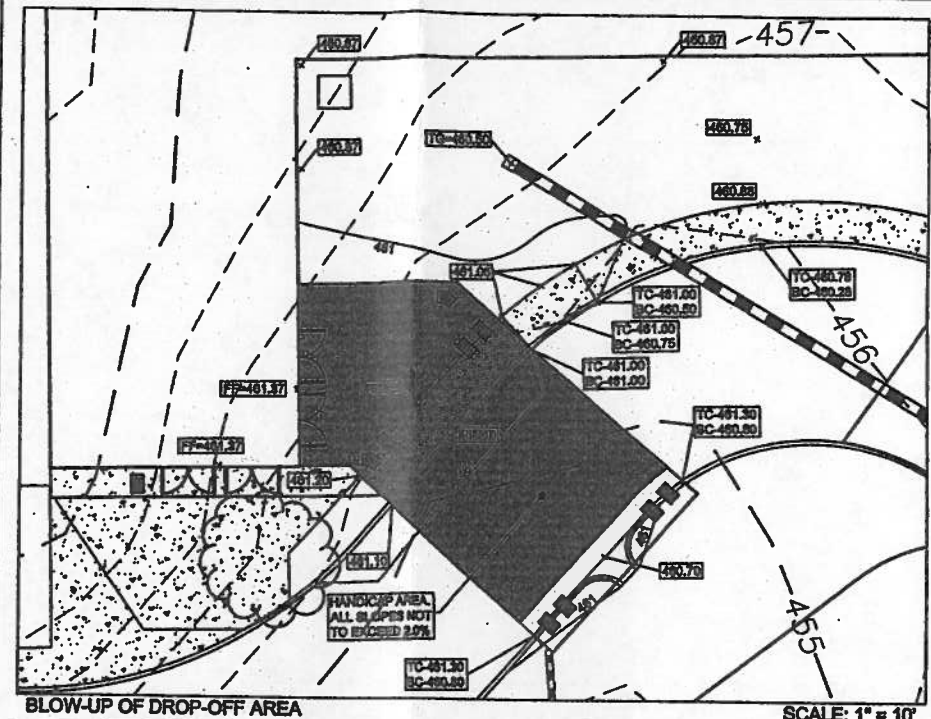 460.87
460.87
-457-
460.87
TG=460.50
460.75
460.88
461
461.00
TC-460.78
BC-460.28
TC-461.00
BC-460.50
TC-461.00
BC-460.75
456
TC-461.00
BC-461.00
FF=461.37
TC-461.30
BC-460.80
FF=461.37
461.20
461
461.10
460.70
HANDICAP AREA,
ALL SLOPES NOT
TO EXCEED 2.0%
461
455
TC-461.30
BC-460.80
BLOW-UP OF DROP-OFF AREA
SCALE: 1" = 10'